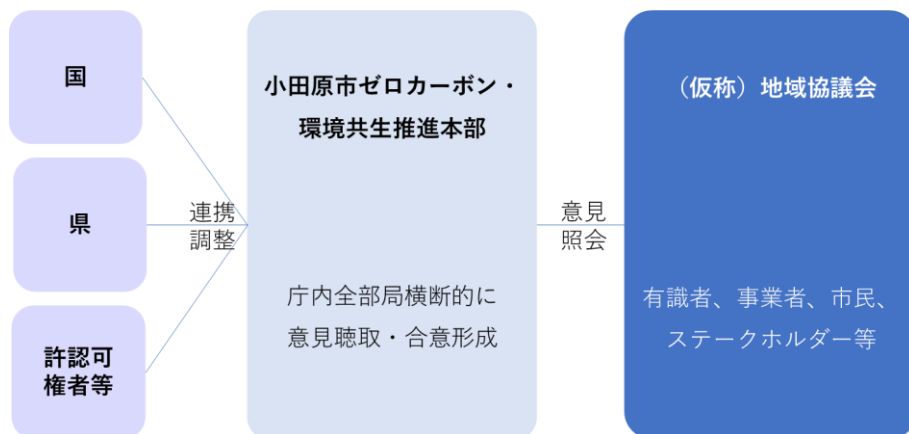 国
県
許認可
権者等
連携
調整
小田原市ゼロカーボン・
環境共生推進本部
庁内全部局横断的に
意見聴取・合意形成
意見
照会
（仮称）地域協議会
有識者、事業者、市民、
ステークホルダー等